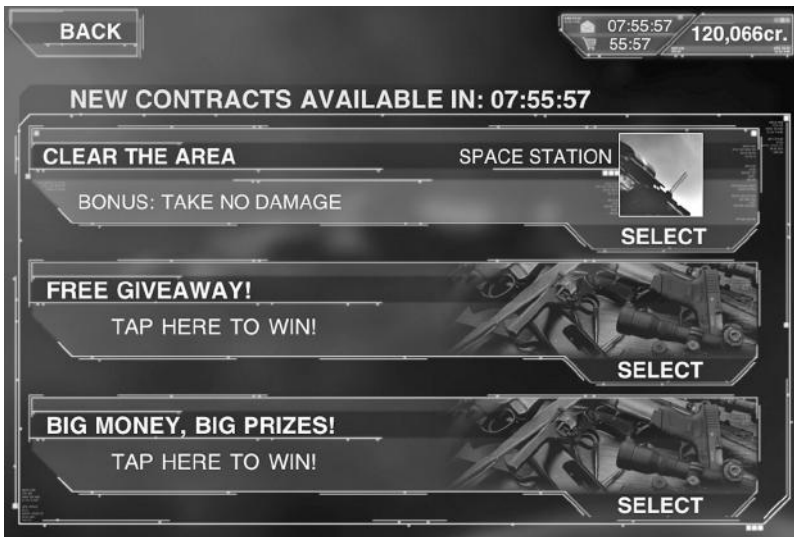 BACK
07:55:57
55:57
120,066cr.
NEW CONTRACTS AVAILABLE IN: 07:55:57
CLEAR THE AREA
SPACE STATION
BONUS: TAKE NO DAMAGE
SELECT
FREE GIVEAWAY!
TAP HERE TO WIN!
SELECT
BIG MONEY, BIG PRIZES!
TAP HERE TO WIN!
SELECT